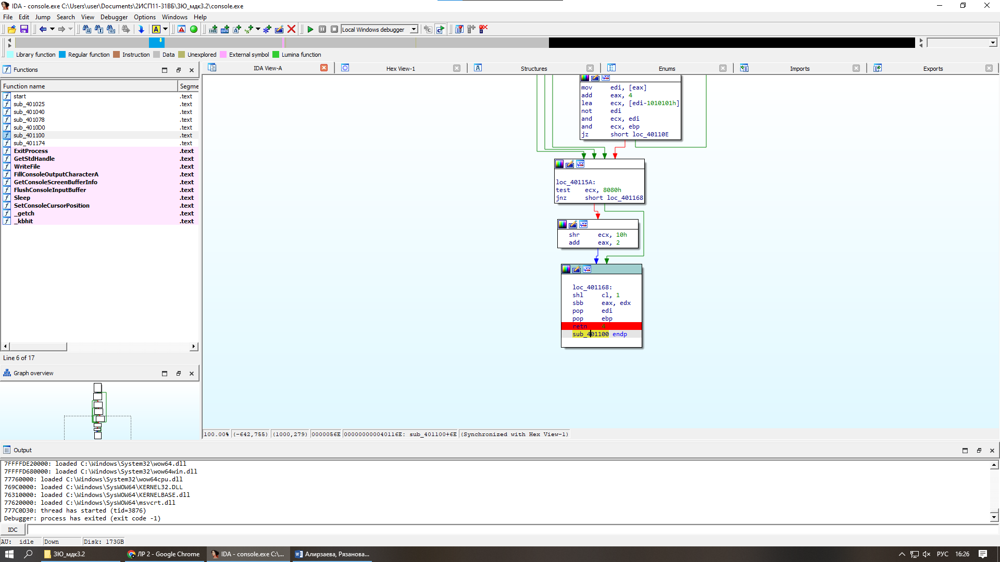 IDA - console.exe C:\Users\user\Documents\2ИСП11-31ВБ\ЗЮ_мдк3.2\console.exe
File Edit Jump Search View Debugger Options Windows Help
Local Windows debugger
Library function Regular function Instruction Data Unexplored External symbol Lumina function
Functions
IDA View-A Hex View-1 Structures Enums Imports Exports
Function name Segme
start .text
sub_401025 .text
sub_401040 .text
sub_401078 .text
sub_4010D0 .text
sub_401100 .text
sub_401174 .text
ExitProcess .text
GetStdHandle .text
WriteFile .text
FillConsoleOutputCharacterA .text
GetConsoleScreenBufferInfo .text
FlushConsoleInputBuffer .text
Sleep .text
SetConsoleCursorPosition .text
_getch .text
_kbhit .text
Line 6 of 17
Graph overview
mov edi, [eax]
add eax, 4
lea ecx, [edi-1010101h]
not edi
and ecx, edi
and ecx, ebp
jz short loc_40110E
loc_40115A:
test ecx, 8080h
jnz short loc_401168
shr ecx, 10h
add eax, 2
loc_401168:
shl cl, 1
sbb eax, edx
pop edi
pop ebp
retn 4
sub_401100 endp
100.00% (-642,755) (1000,279) 0000056E 000000000040116E: sub_401100+6E (Synchronized with Hex View-1)
Output
7FFFFDE20000: loaded C:\Windows\System32\wow64.dll
7FFFFD680000: loaded C:\Windows\System32\wow64win.dll
77760000: loaded C:\Windows\System32\wow64cpu.dll
769C0000: loaded C:\Windows\SysWOW64\KERNEL32.DLL
76310000: loaded C:\Windows\SysWOW64\KERNELBASE.dll
77620000: loaded C:\Windows\SysWOW64\msvcrt.dll
777C0D30: thread has started (tid=3876)
Debugger: process has exited (exit code -1)
IDC
AU: idle Down Disk: 173GB
ЗЮ_мдк3.2 ЛР 2 - Google Chrome IDA - console.exe C:\... Алирзаева, Рязанова... РУС 16:26